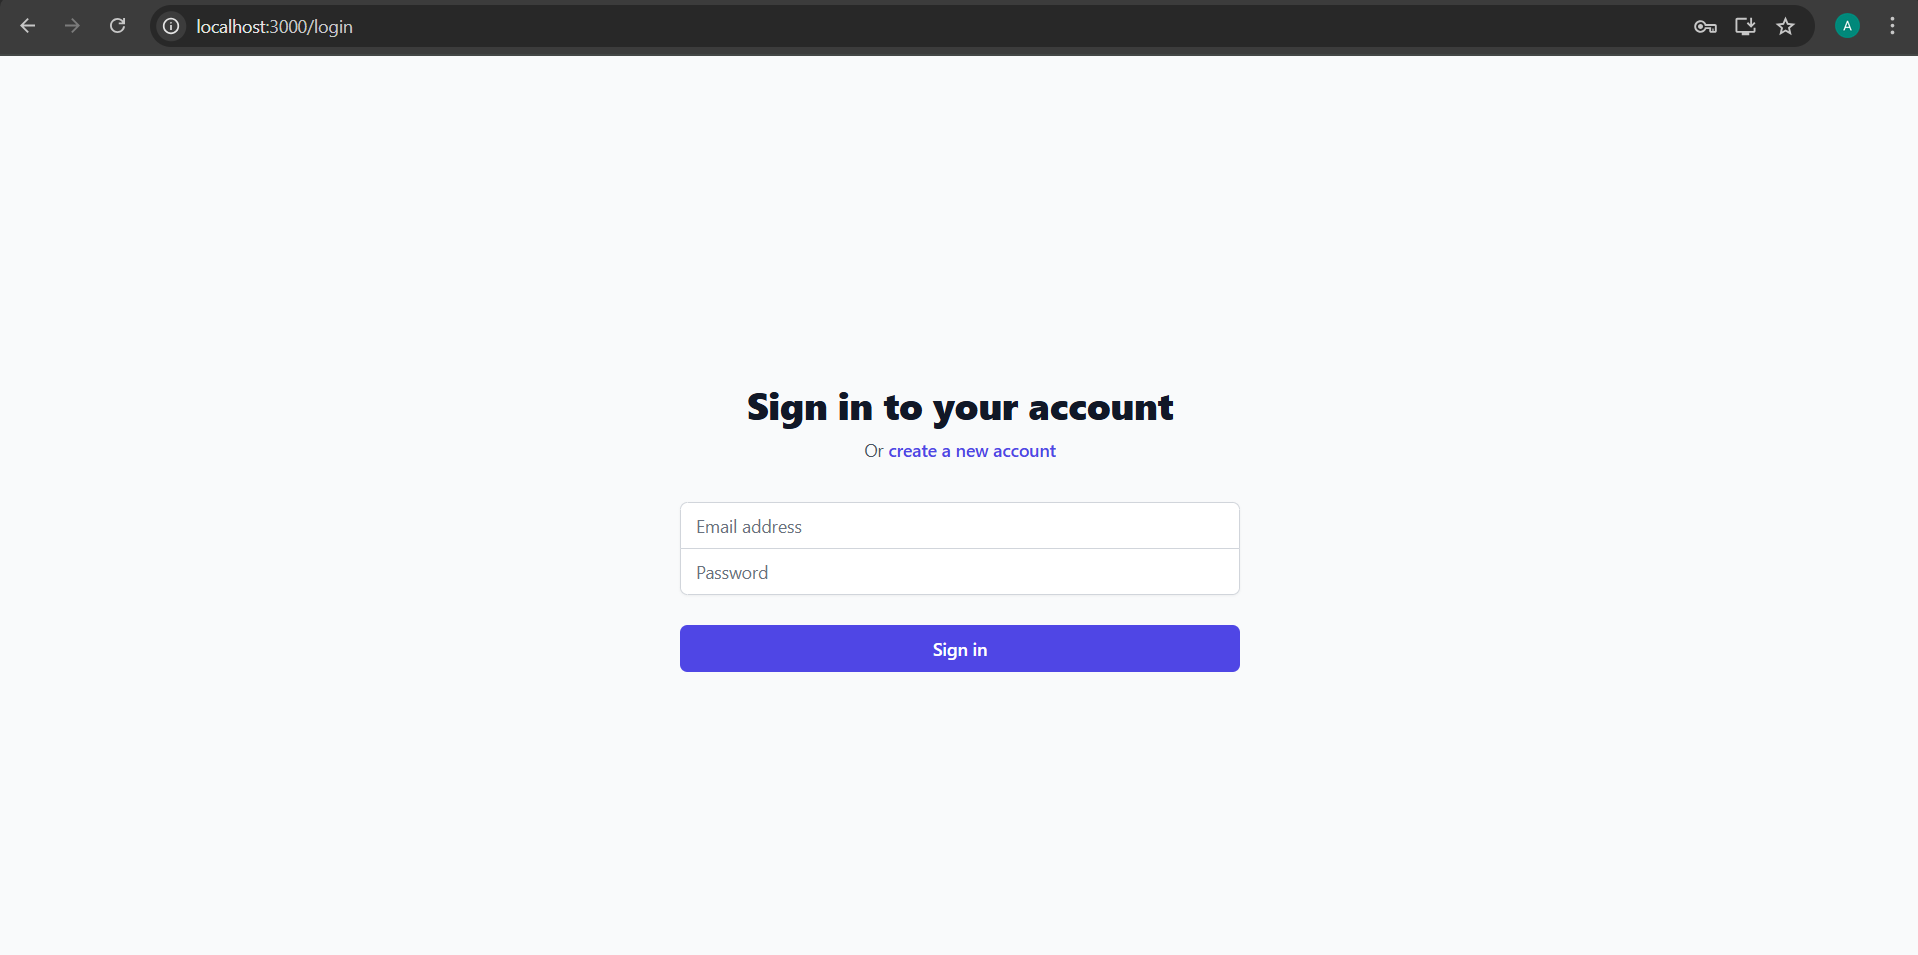 localhost:3000/login
A
Sign in to your account
Or create a new account
Email address
Password
Sign in